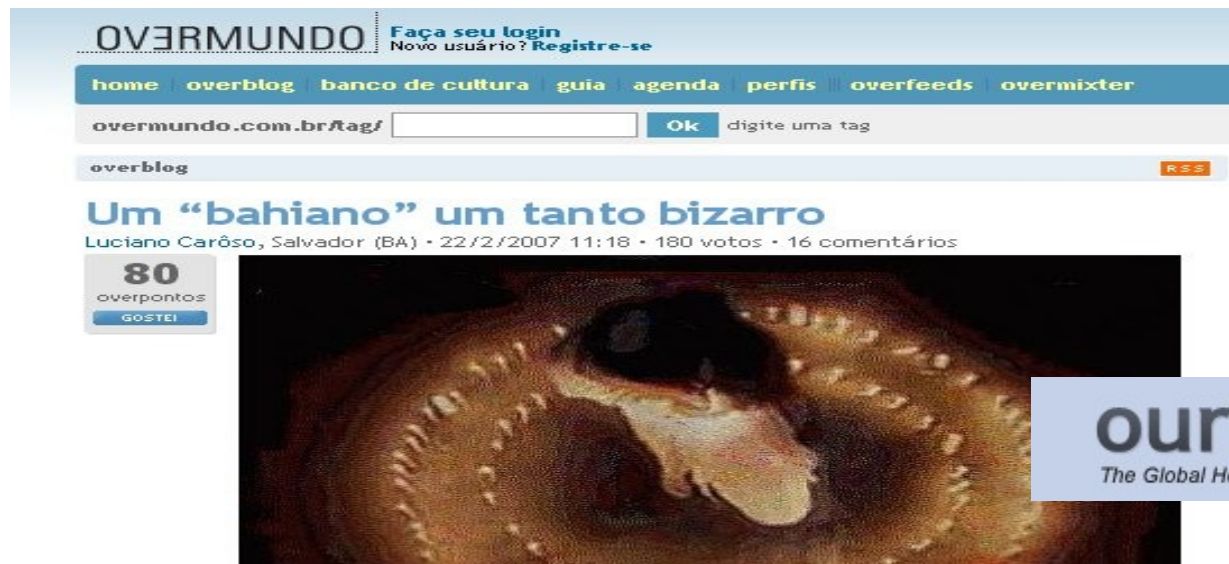 OVERMUNDO
Faça seu login
Novo usuário? Registre-se
home | overblog | banco de cultura | guia | agenda | perfis || overfeeds | overmixter
overmundo.com.br/tag/
Ok
digite uma tag
overblog
RSS
Um “bahiano” um tanto bizarro
Luciano Carôso, Salvador (BA) · 22/2/2007 11:18 · 180 votos · 16 comentários
80
overpontos
GOSTEI
our
The Global